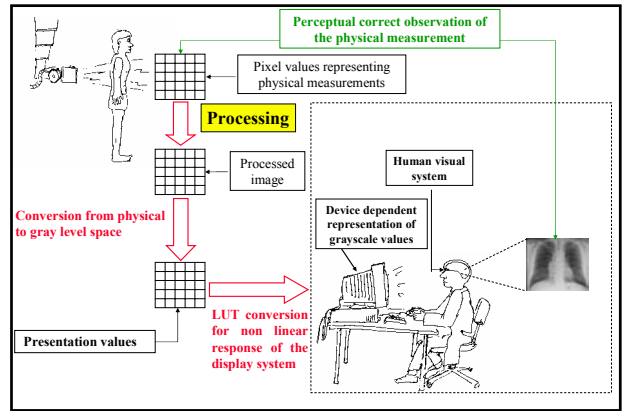 Perceptual correct observation of
the physical measurement
Pixel values representing
physical measurements
Processing
Processed
image
Human visual
system
Device dependent
representation of
grayscale values
Conversion from physical
to gray level space
LUT conversion
for non linear
response of the
display system
Presentation values